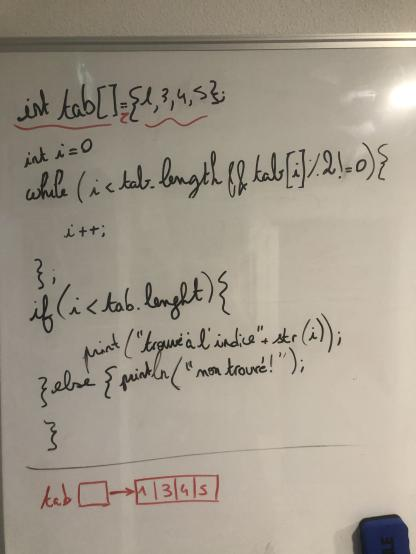 int tab[]={1,3,4,5};
int i=0
while (i<tab.length && tab[i]%2!=0){
i++;
};
if(i<tab.lenght){
print("trouvé à l'indice"+str(i));
}else {println("non trouvé!");
}
tab → 1|3|4|5